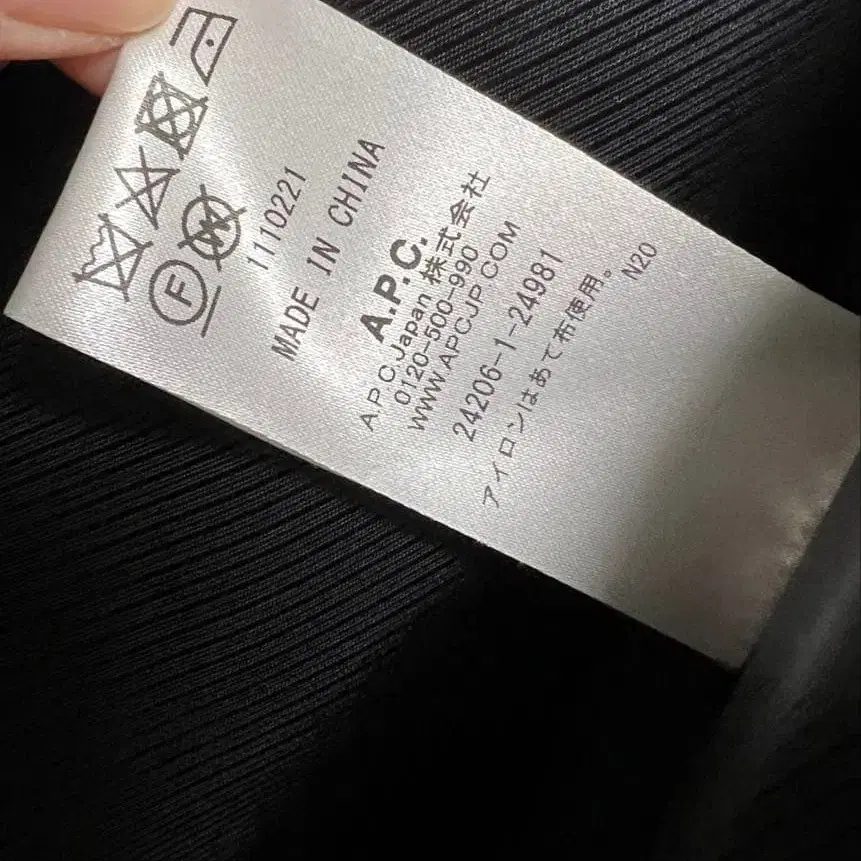 F
W
1110221
MADE IN CHINA
A.P.C.
A.P.C.Japan 株式会社
0120-500-990
WWW.APCJP.COM
24206-1-24981
アイロンはあて布使用。 N20